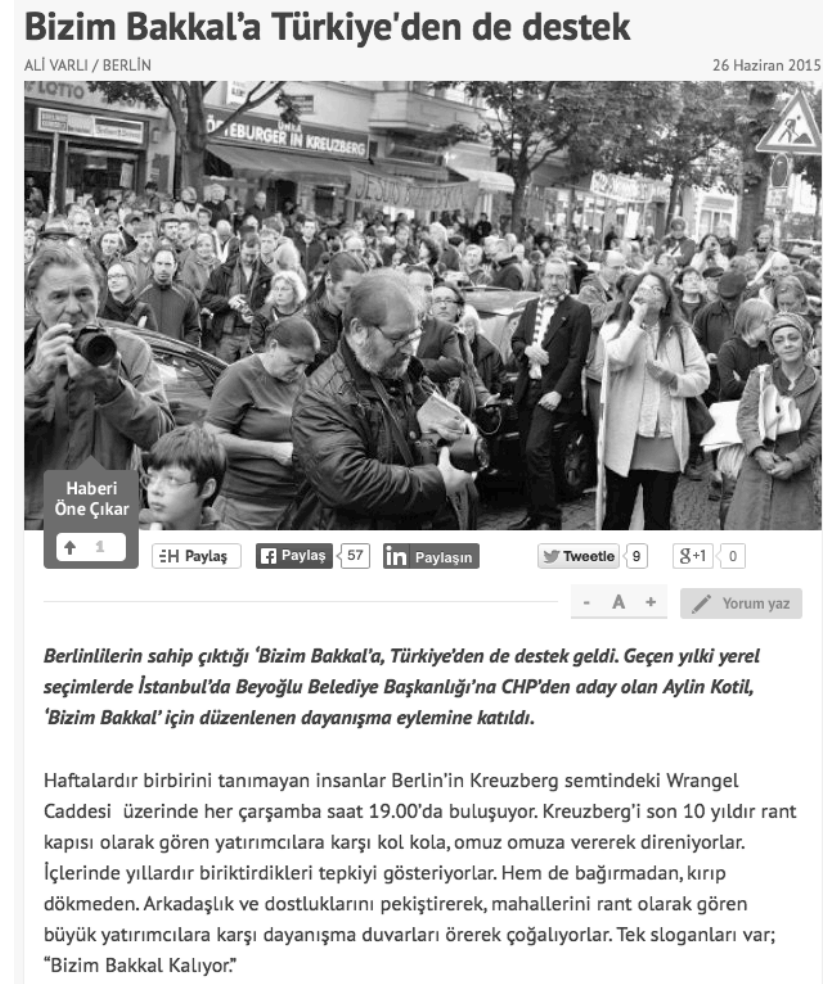 Bizim Bakkal’a Türkiye'den de destek
ALİ VARLI / BERLİN
26 Haziran 2015
LOTTO
UNKA
ÖSTEBURGER IN KREUZBERG
Haberi
Öne Çıkar
1
Paylaş
Paylaş
57
in Paylaşın
Tweetle
9
g+1
0
- A +
Yorum yaz
Berlinlilerin sahip çıktığı ‘Bizim Bakkal’a, Türkiye’den de destek geldi. Geçen yılki yerel
seçimlerde İstanbul’da Beyoğlu Belediye Başkanlığı’na CHP’den aday olan Aylin Kotil,
‘Bizim Bakkal’ için düzenlenen dayanışma eylemine katıldı.
Haftalardır birbirini tanımayan insanlar Berlin’in Kreuzberg semtindeki Wrangel
Caddesi üzerinde her çarşamba saat 19.00’da buluşuyor. Kreuzberg’i son 10 yıldır rant
kapısı olarak gören yatırımcılara karşı kol kola, omuz omuza vererek direniyorlar.
İçlerinde yıllardır biriktirdikleri tepkiyi gösteriyorlar. Hem de bağırmadan, kırıp
dökmeden. Arkadaşlık ve dostluklarını pekiştirerek, mahallerini rant olarak gören
büyük yatırımcılara karşı dayanışma duvarları örerek çoğalıyorlar. Tek sloganları var;
“Bizim Bakkal Kalıyor.”